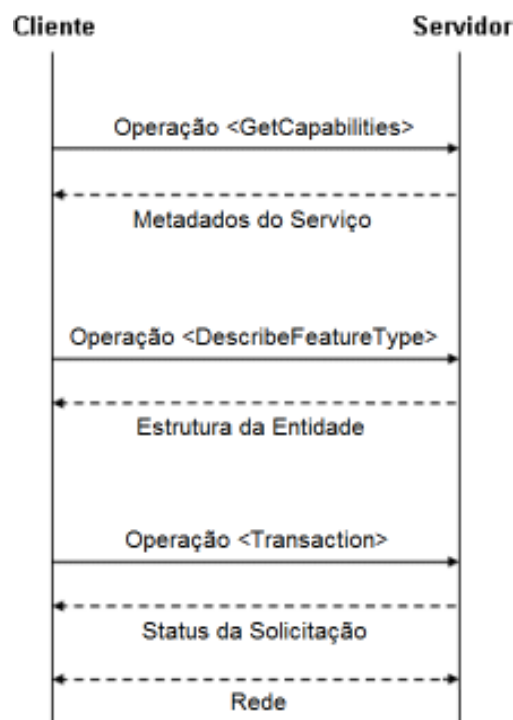 Cliente Servidor
Operação <GetCapabilities>
Metadados do Serviço
Operação <DescribeFeatureType>
Estrutura da Entidade
Operação <Transaction>
Status da Solicitação
Rede